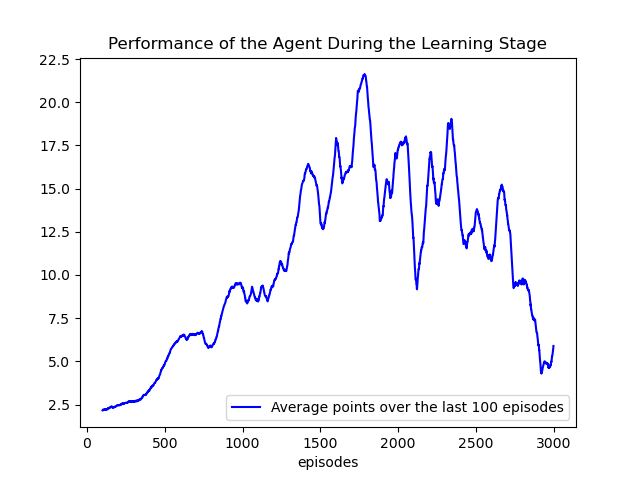 Performance of the Agent During the Learning Stage
22.5
20.0
17.5
15.0
12.5
10.0
7.5
5.0
2.5
Average points over the last 100 episodes
0 500 1000 1500 2000 2500 3000
episodes